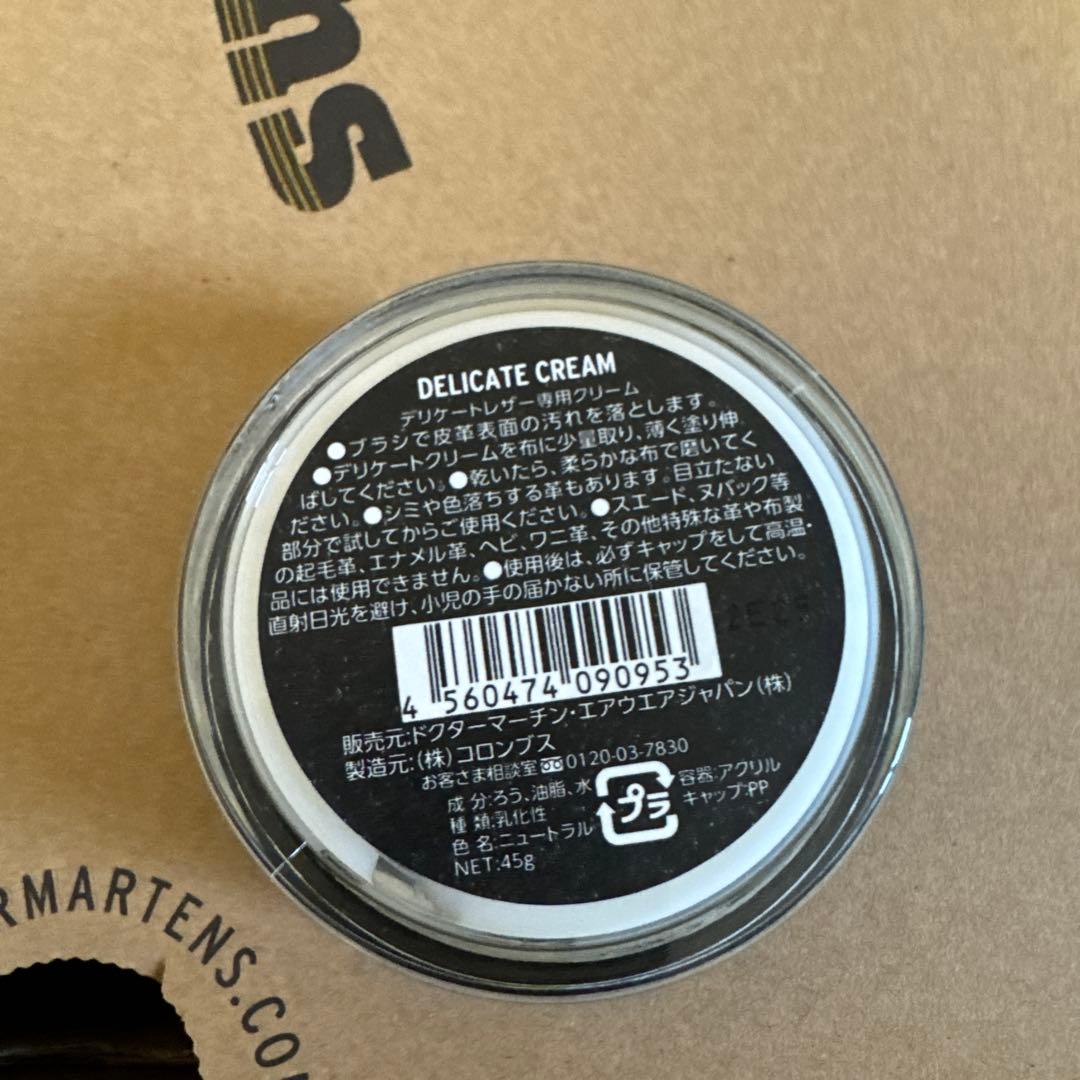 ns
DELICATE CREAM
デリケートレザー専用クリーム
●ブラシで皮革表面の汚れを落とします。
●デリケートクリームを布に少量取り、薄く塗り伸
ばしてください。●乾いたら、柔らかな布で磨いてく
ださい。●シミや色落ちする革もあります。目立たない
部分で試してからご使用ください。●スエード、ヌバック等
の起毛革、エナメル革、ヘビ、ワニ革、その他特殊な革や布製
品には使用できません。●使用後は、必ずキャップをして高温・
直射日光を避け、小児の手の届かない所に保管してください。
4 560474 090953
販売元:ドクターマーチン・エアウエアジャパン(株)
製造元:(株)コロンブス
お客さま相談室 0120-03-7830
成 分:ろう、油脂、水
種 類:乳化性
色 名:ニュートラル
NET:45g
プラ
容器:アクリル
キャップ:PP
RMARTENS.CO